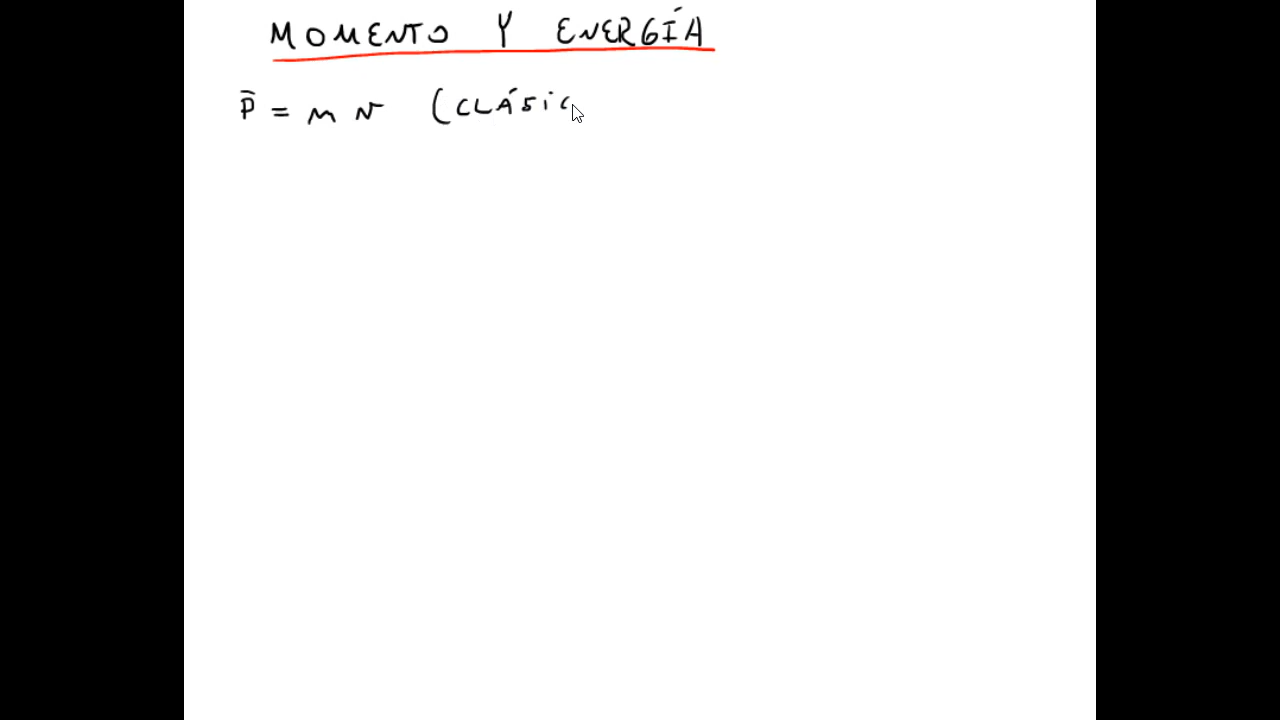 MOMENTO Y ENERGÍA
p̄ = m v (CLÁSIC